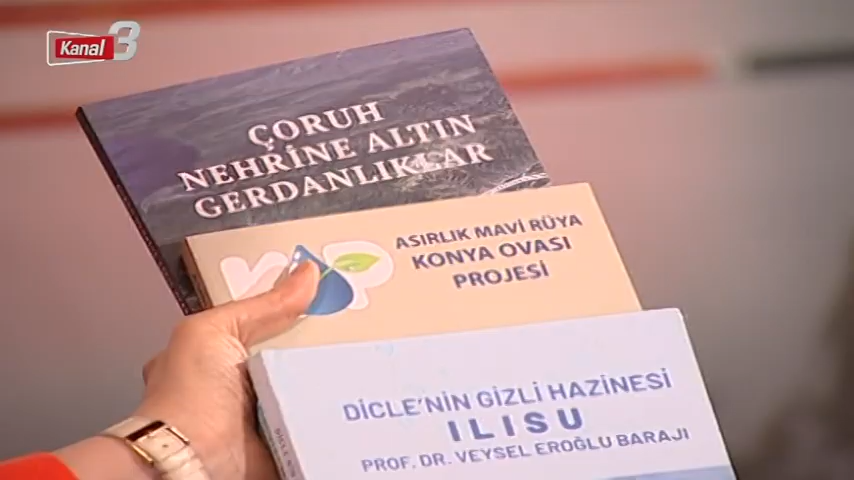 Kanal 3
ÇORUH
NEHRİNE ALTIN
GERDANLIKLAR
KOP
ASIRLIK MAVİ RÜYA
KONYA OVASI
PROJESİ
DİCLE'NİN GİZLİ HAZİNESİ
ILISU
PROF. DR. VEYSEL EROĞLU BARAJI